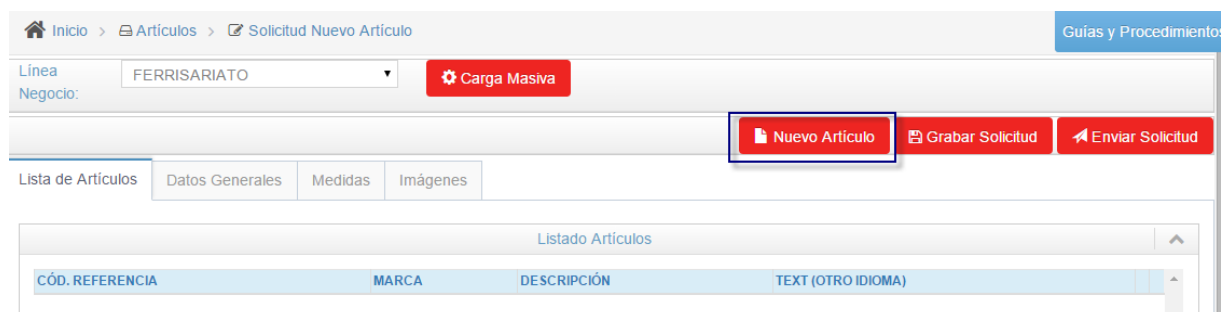 Inicio > Artículos > Solicitud Nuevo Artículo
Guías y Procedimientos
Línea Negocio:
FERRISARIATO
Carga Masiva
Nuevo Artículo
Grabar Solicitud
Enviar Solicitud
Lista de Artículos
Datos Generales
Medidas
Imágenes
Listado Artículos
CÓD. REFERENCIA
MARCA
DESCRIPCIÓN
TEXT (OTRO IDIOMA)